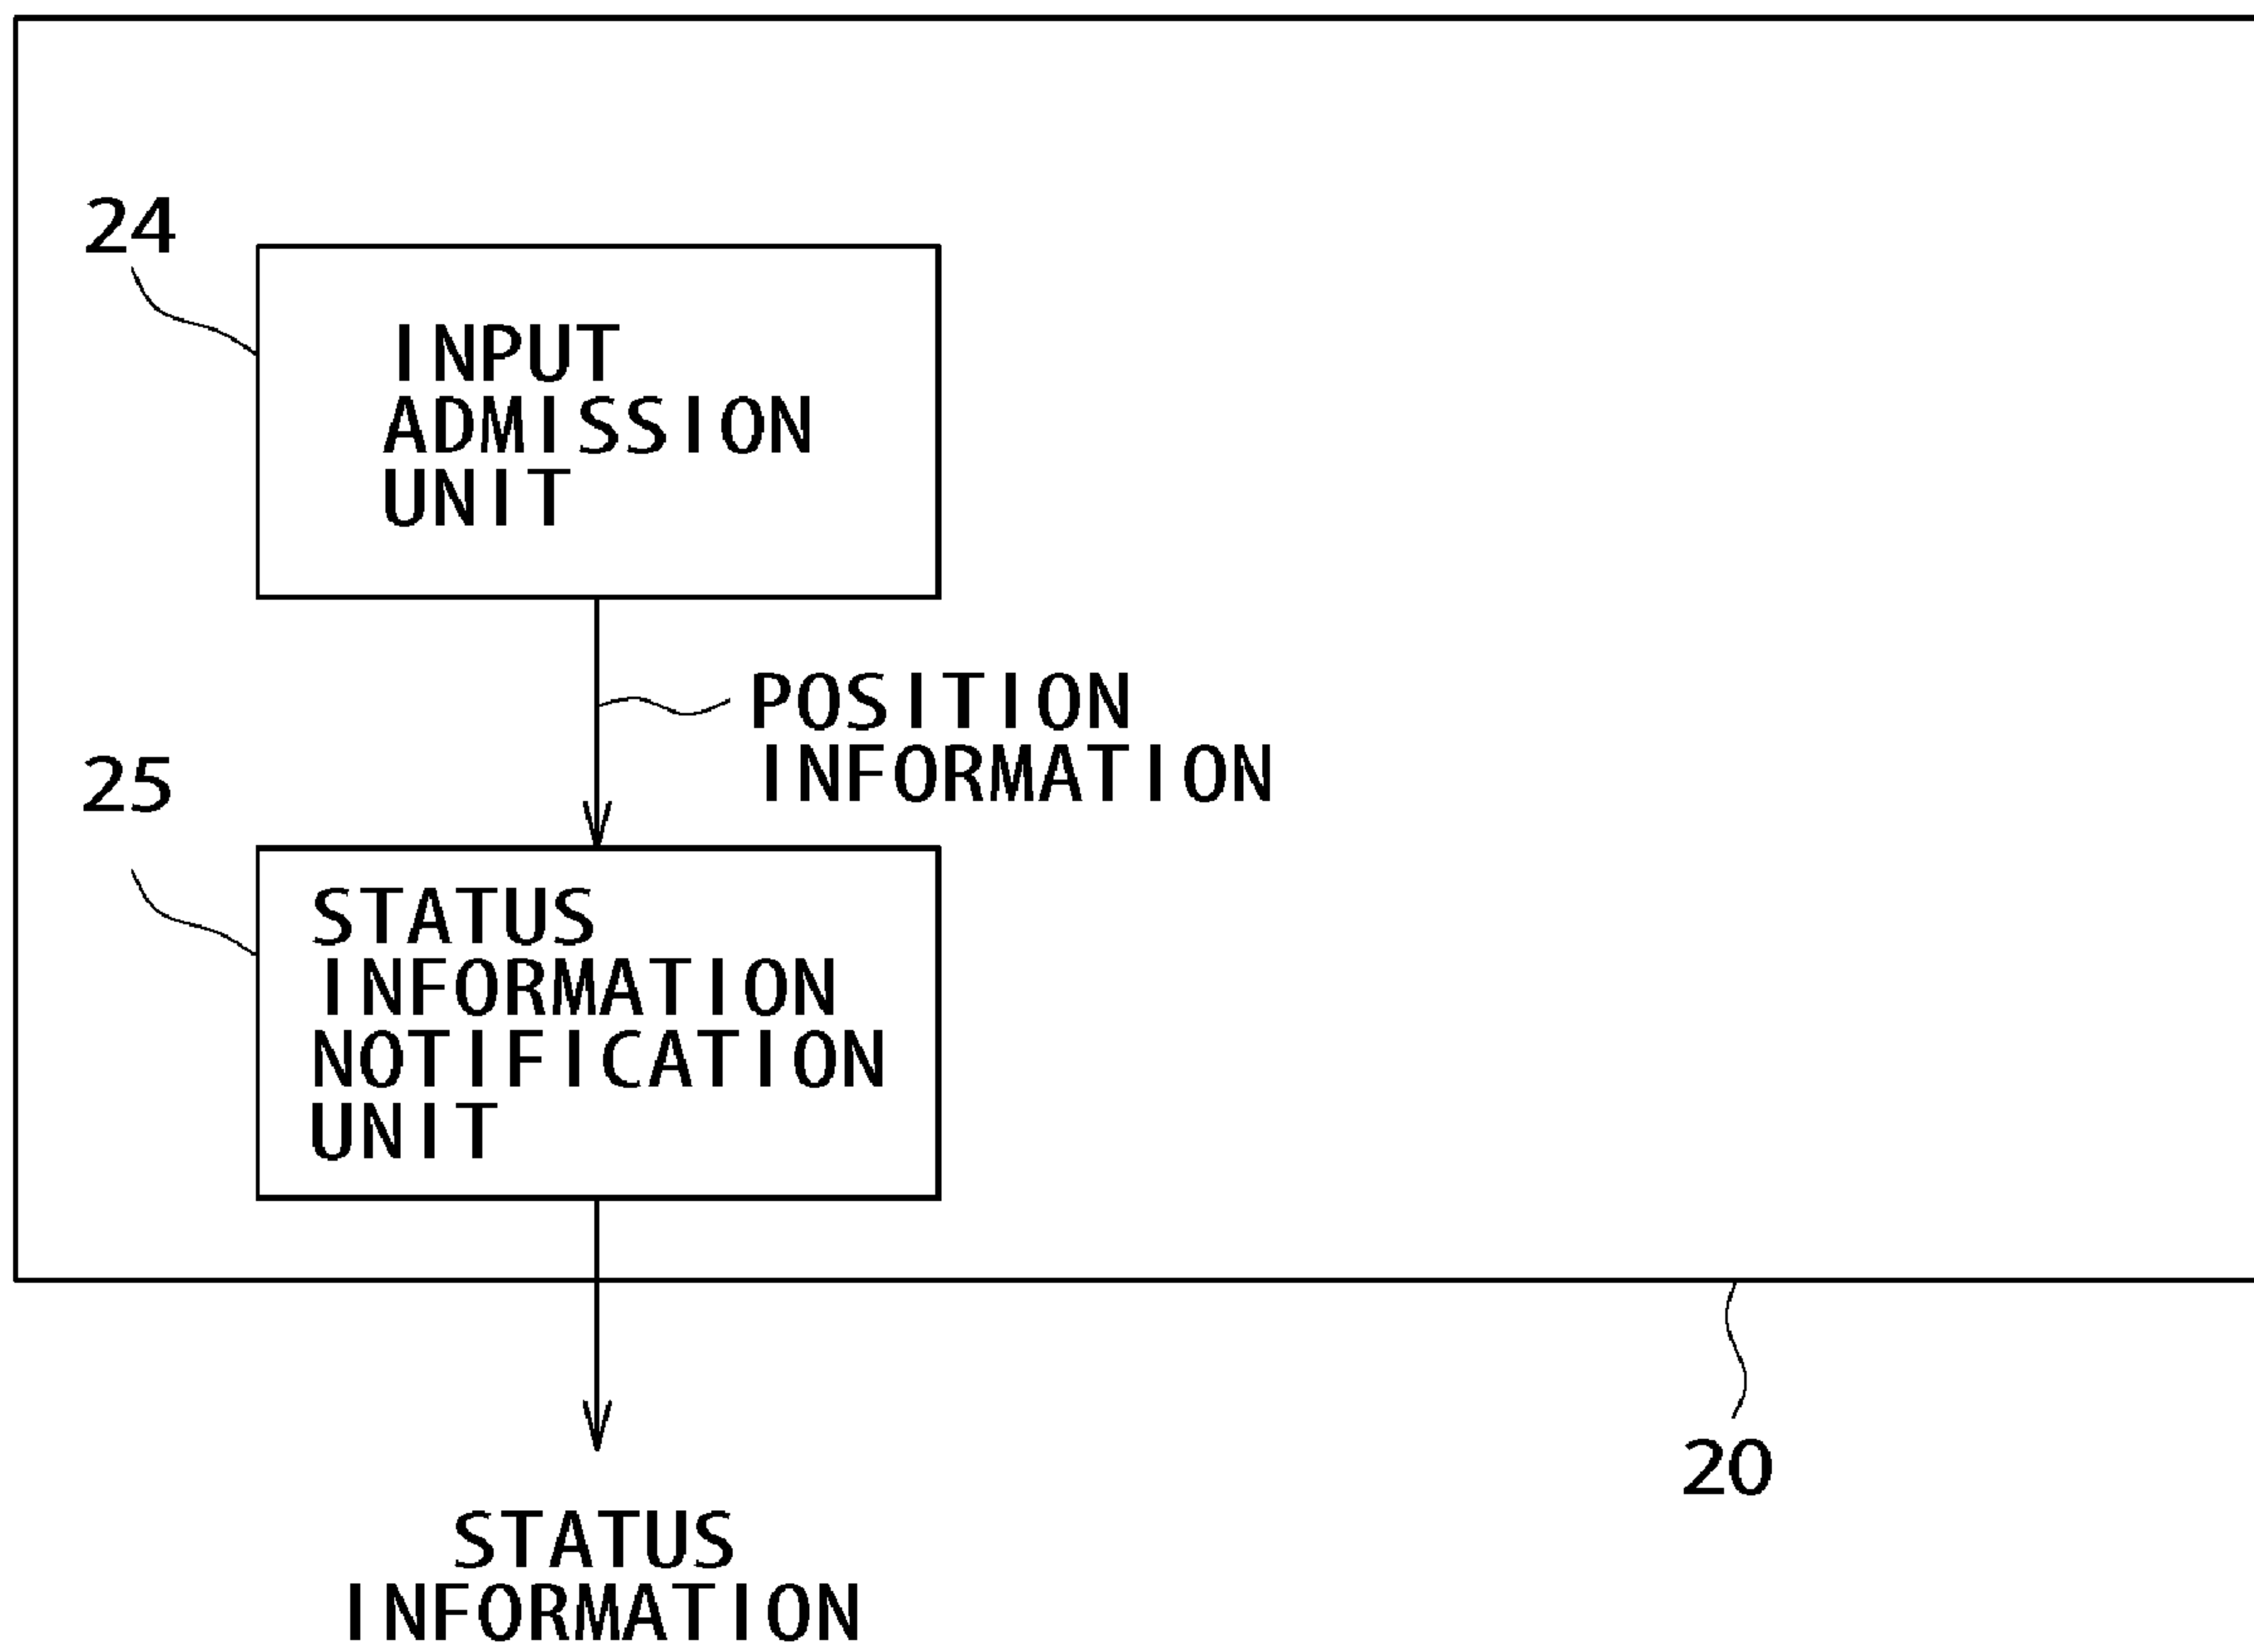 24
INPUT
ADMISSION
UNIT
POSITION
INFORMATION
25
STATUS
INFORMATION
NOTIFICATION
UNIT
20
STATUS
INFORMATION